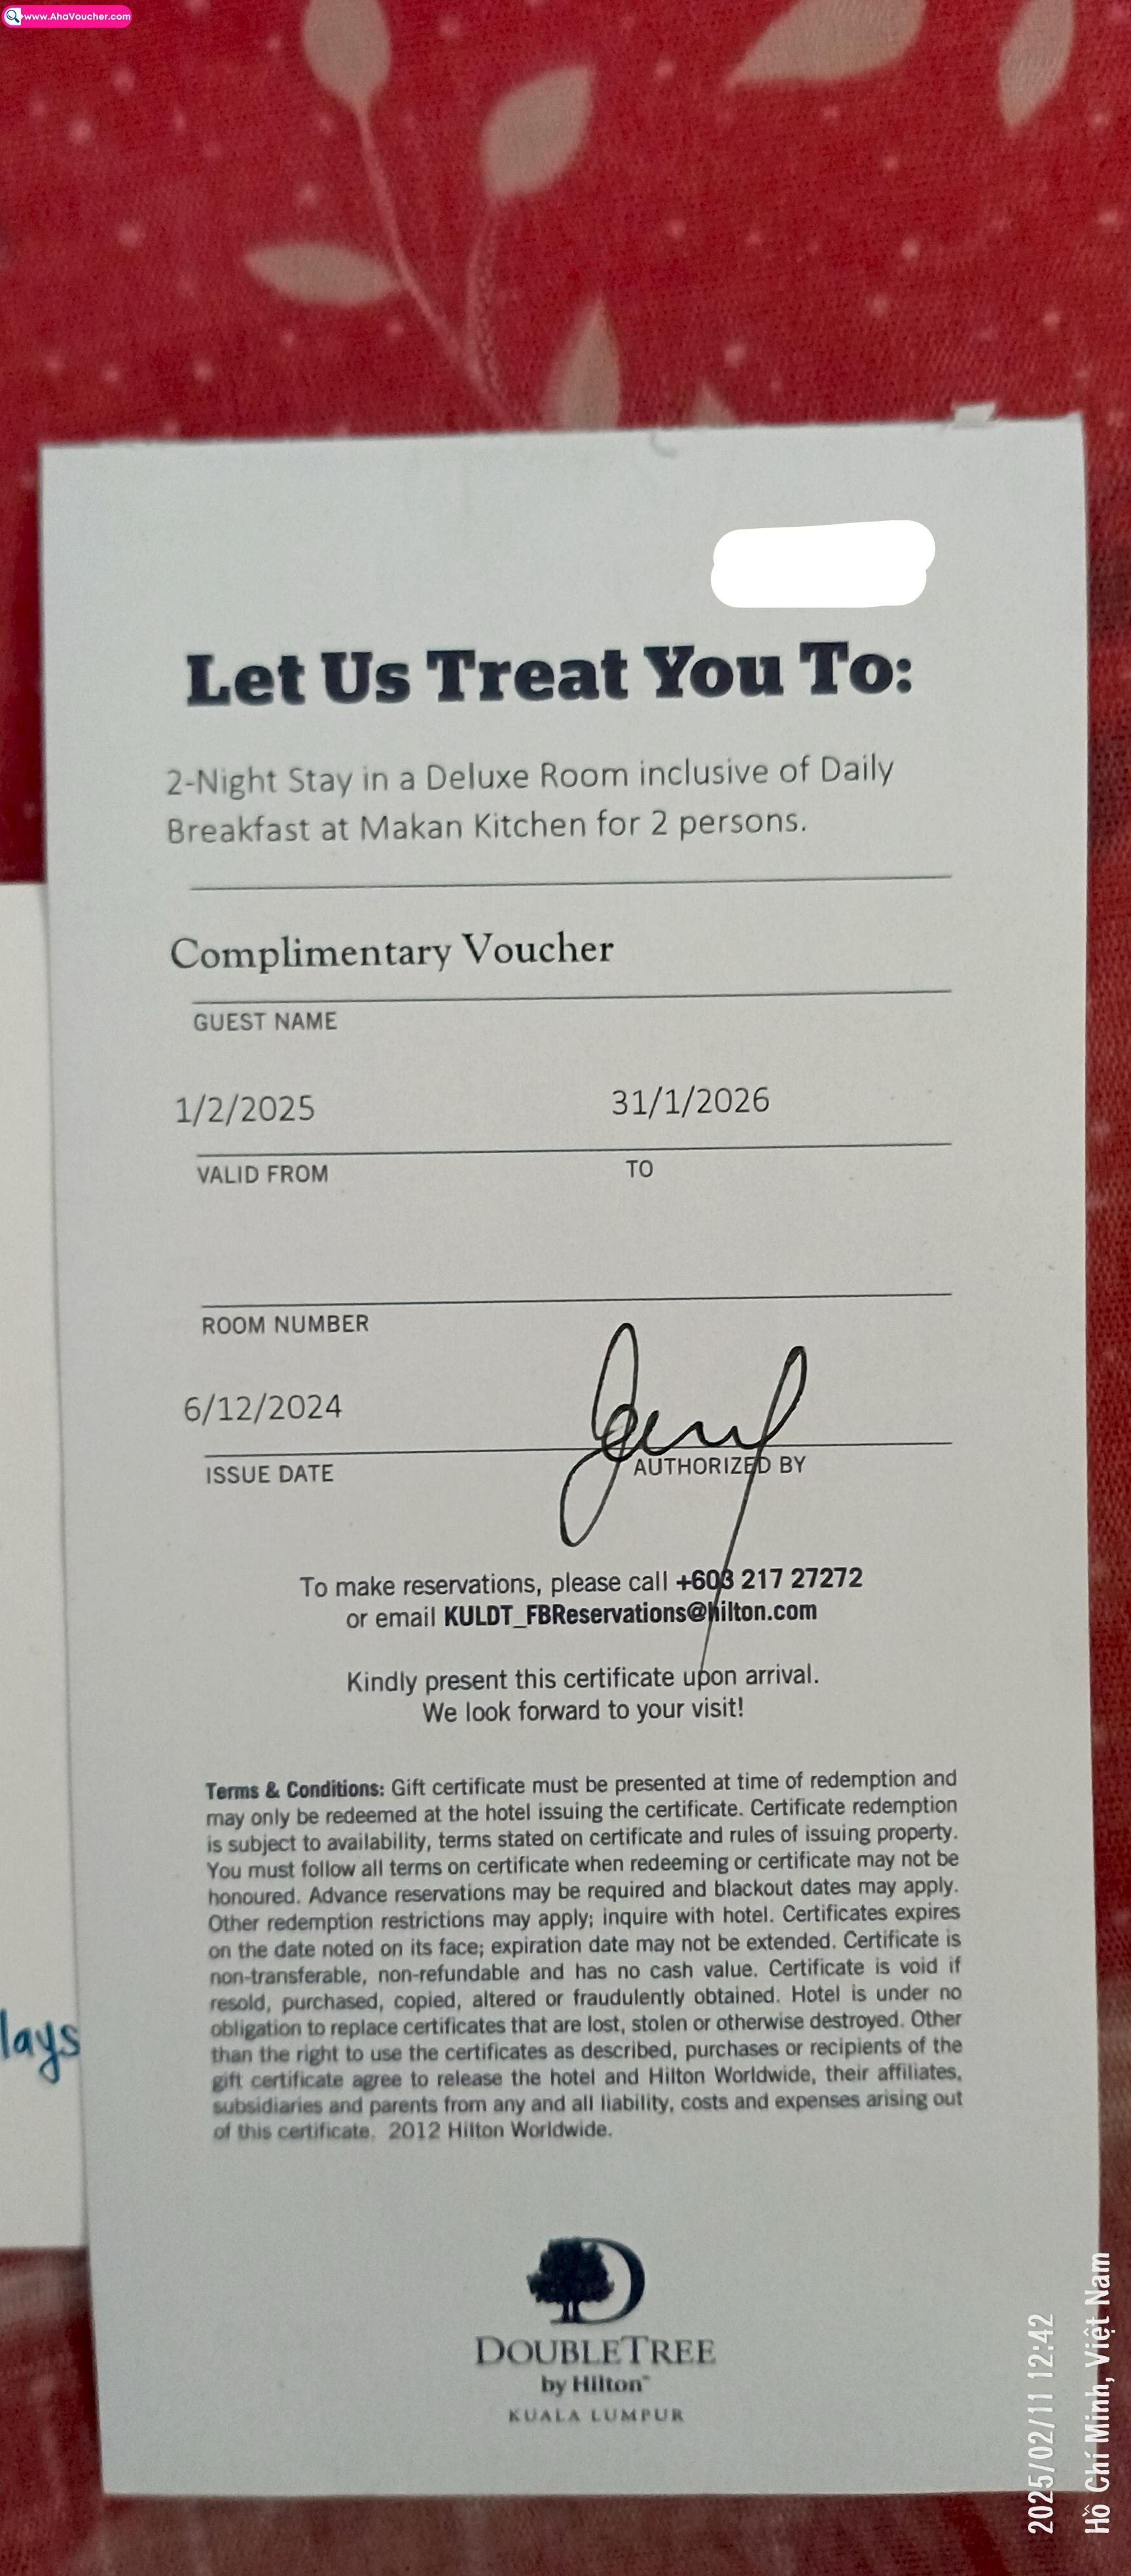 www.AhaVoucher.com
Let Us Treat You To:
2-Night Stay in a Deluxe Room inclusive of Daily
Breakfast at Makan Kitchen for 2 persons.
Complimentary Voucher
GUEST NAME
1/2/2025 31/1/2026
VALID FROM TO
ROOM NUMBER
6/12/2024
ISSUE DATE AUTHORIZED BY
To make reservations, please call +603 217 27272
or email KULDT_FBReservations@hilton.com
Kindly present this certificate upon arrival.
We look forward to your visit!
Terms & Conditions: Gift certificate must be presented at time of redemption and
may only be redeemed at the hotel issuing the certificate. Certificate redemption
is subject to availability, terms stated on certificate and rules of issuing property.
You must follow all terms on certificate when redeeming or certificate may not be
honoured. Advance reservations may be required and blackout dates may apply.
Other redemption restrictions may apply; inquire with hotel. Certificates expires
on the date noted on its face; expiration date may not be extended. Certificate is
non-transferable, non-refundable and has no cash value. Certificate is void if
resold, purchased, copied, altered or fraudulently obtained. Hotel is under no
obligation to replace certificates that are lost, stolen or otherwise destroyed. Other
than the right to use the certificates as described, purchases or recipients of the
gift certificate agree to release the hotel and Hilton Worldwide, their affiliates,
subsidiaries and parents from any and all liability, costs and expenses arising out
of this certificate. 2012 Hilton Worldwide.
lays
D
DOUBLETREE
by Hilton™
KUALA LUMPUR
2025/02/11 12:42
Hồ Chí Minh, Việt Nam